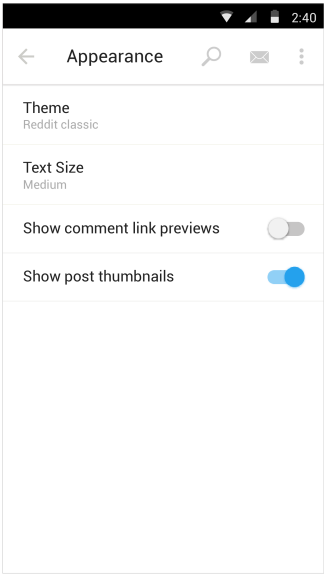 2:40
Appearance
Theme
Reddit classic
Text Size
Medium
Show comment link previews
Show post thumbnails